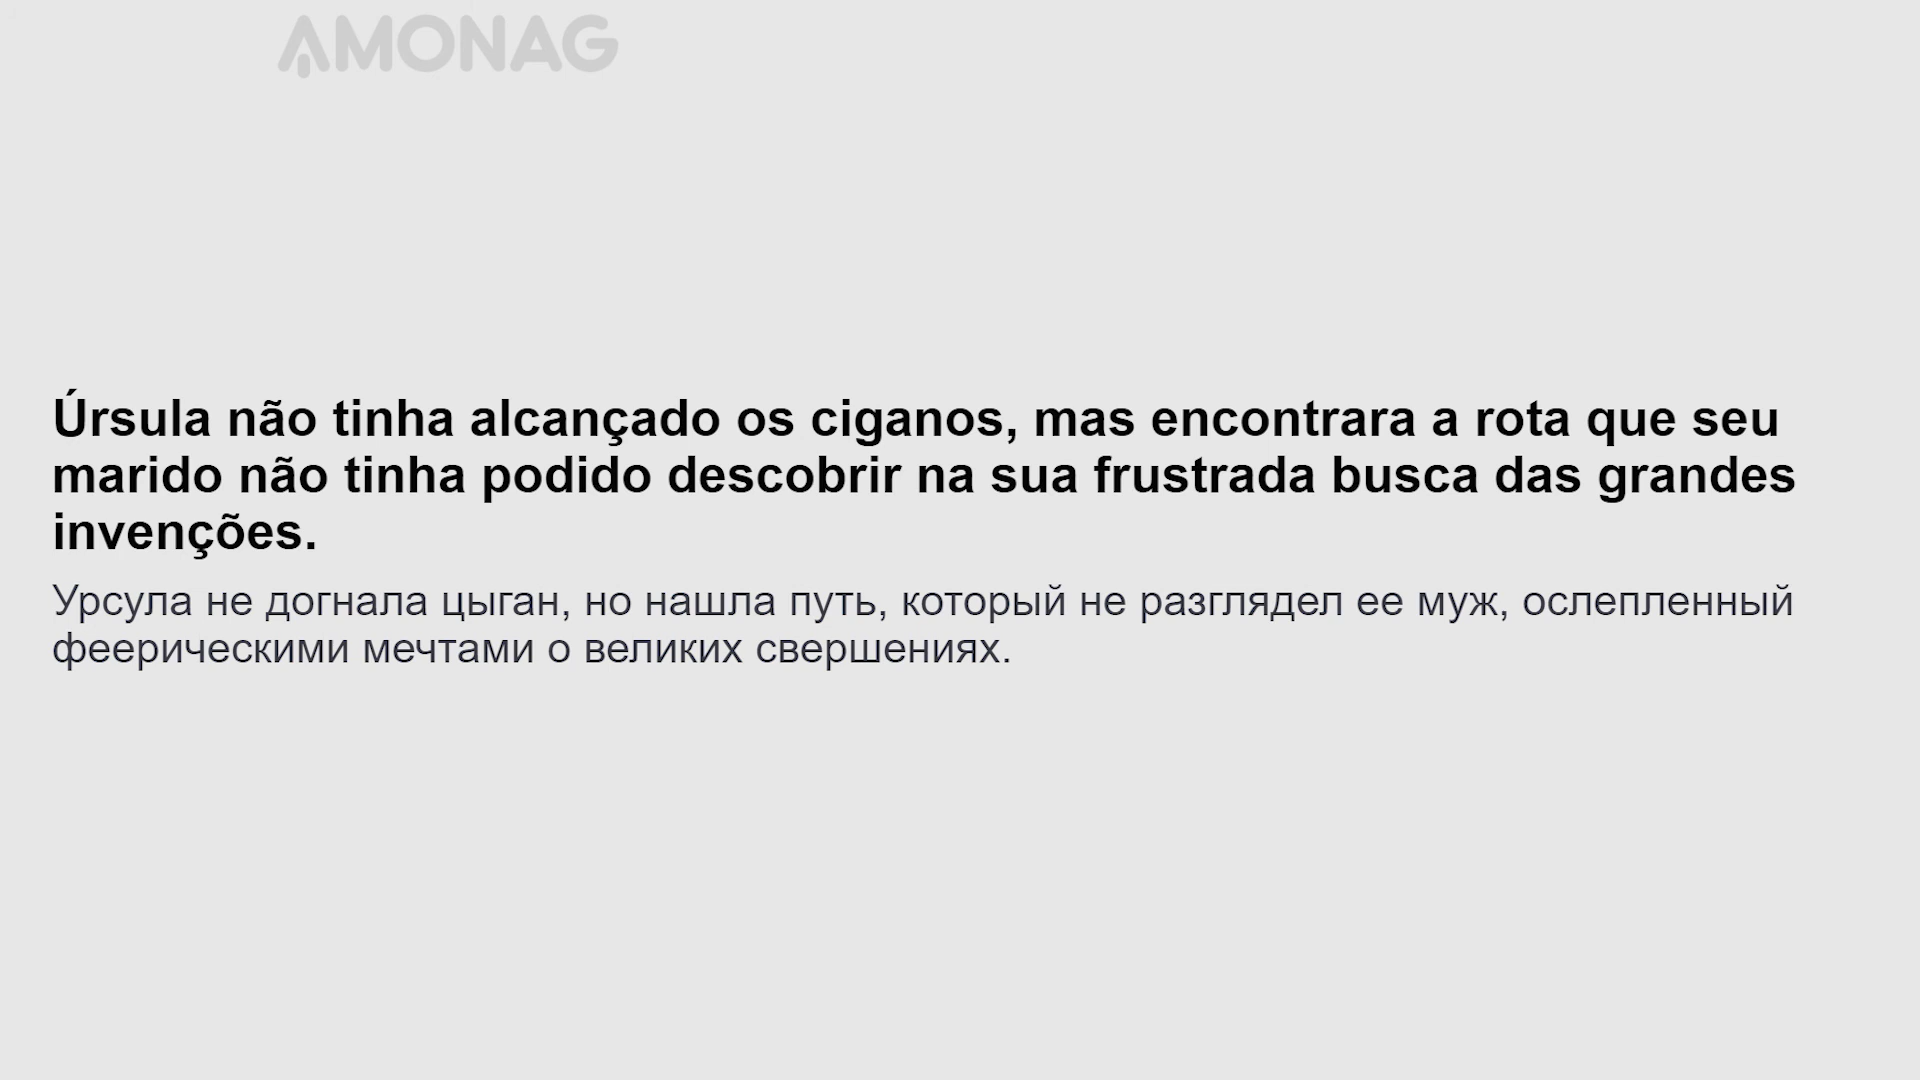 AMONAG
Úrsula não tinha alcançado os ciganos, mas encontrara a rota que seu
marido não tinha podido descobrir na sua frustrada busca das grandes
invenções.
Урсула не догнала цыган, но нашла путь, который не разглядел ее муж, ослепленный
феерическими мечтами о великих свершениях.